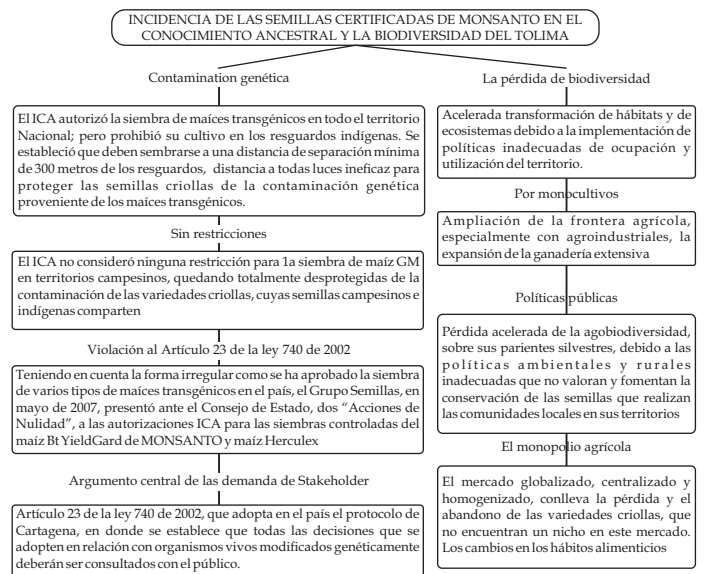 INCIDENCIA DE LAS SEMILLAS CERTIFICADAS DE MONSANTO EN EL
CONOCIMIENTO ANCESTRAL Y LA BIODIVERSIDAD DEL TOLIMA
Contamination genética
El ICA autorizó la siembra de maíces transgénicos en todo el territorio
Nacional; pero prohibió su cultivo en los resguardos indígenas. Se
estableció que deben sembrarse a una distancia de separación mínima
de 300 metros de los resguardos, distancia a todas luces ineficaz para
proteger las semillas criollas de la contaminación genética
proveniente de los maíces transgénicos.
Sin restricciones
El ICA no consideró ninguna restricción para 1a siembra de maíz GM
en territorios campesinos, quedando totalmente desprotegidas de la
contaminación de las variedades criollas, cuyas semillas campesinos e
indígenas comparten
Violación al Artículo 23 de la ley 740 de 2002
Teniendo en cuenta la forma irregular como se ha aprobado la siembra
de varios tipos de maíces transgénicos en el país, el Grupo Semillas, en
mayo de 2007, presentó ante el Consejo de Estado, dos "Acciones de
Nulidad", a las autorizaciones ICA para las siembras controladas del
maíz Bt YieldGard de MONSANTO y maíz Herculex
Argumento central de las demanda de Stakeholder
Artículo 23 de la ley 740 de 2002, que adopta en el país el protocolo de
Cartagena, en donde se establece que todas las decisiones que se
adopten en relación con organismos vivos modificados genéticamente
deberán ser consultados con el público.
La pérdida de biodiversidad
Acelerada transformación de hábitats y de
ecosistemas debido a la implementación de
políticas inadecuadas de ocupación y
utilización del territorio.
Por monocultivos
Ampliación de la frontera agrícola,
especialmente con agroindustriales, la
expansión de la ganadería extensiva
Políticas públicas
Pérdida acelerada de la agobiodiversidad,
sobre sus parientes silvestres, debido a las
políticas ambientales y rurales
inadecuadas que no valoran y fomentan la
conservación de las semillas que realizan
las comunidades locales en sus territorios
El monopolio agrícola
El mercado globalizado, centralizado y
homogenizado, conlleva la pérdida y el
abandono de las variedades criollas, que
no encuentran un nicho en este mercado.
Los cambios en los hábitos alimenticios